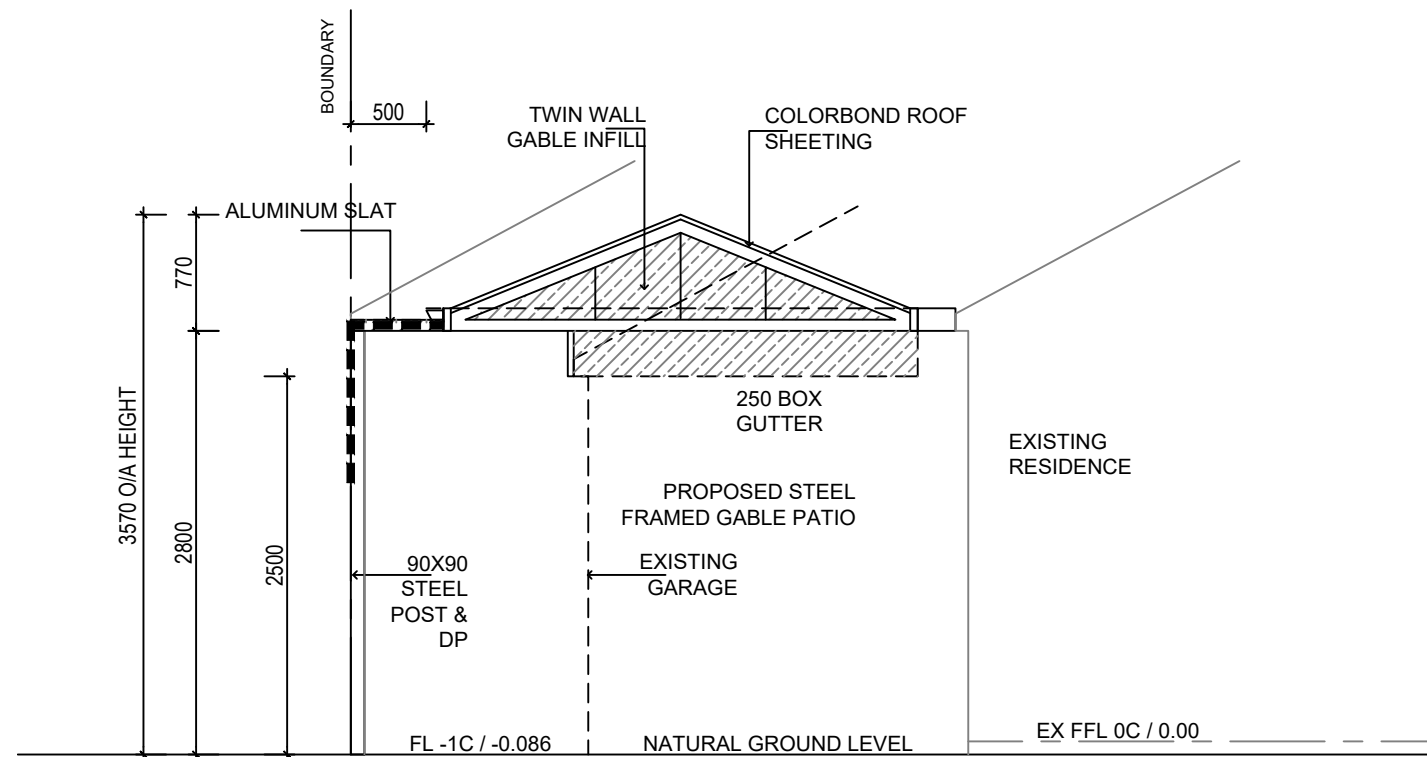 BOUNDARY
500
TWIN WALL
GABLE INFILL
COLORBOND ROOF
SHEETING
ALUMINUM SLAT
770
3570 O/A HEIGHT
2800
2500
250 BOX
GUTTER
EXISTING
RESIDENCE
PROPOSED STEEL
FRAMED GABLE PATIO
90X90
STEEL
POST &
DP
EXISTING
GARAGE
FL -1C / -0.086
NATURAL GROUND LEVEL
EX FFL 0C / 0.00